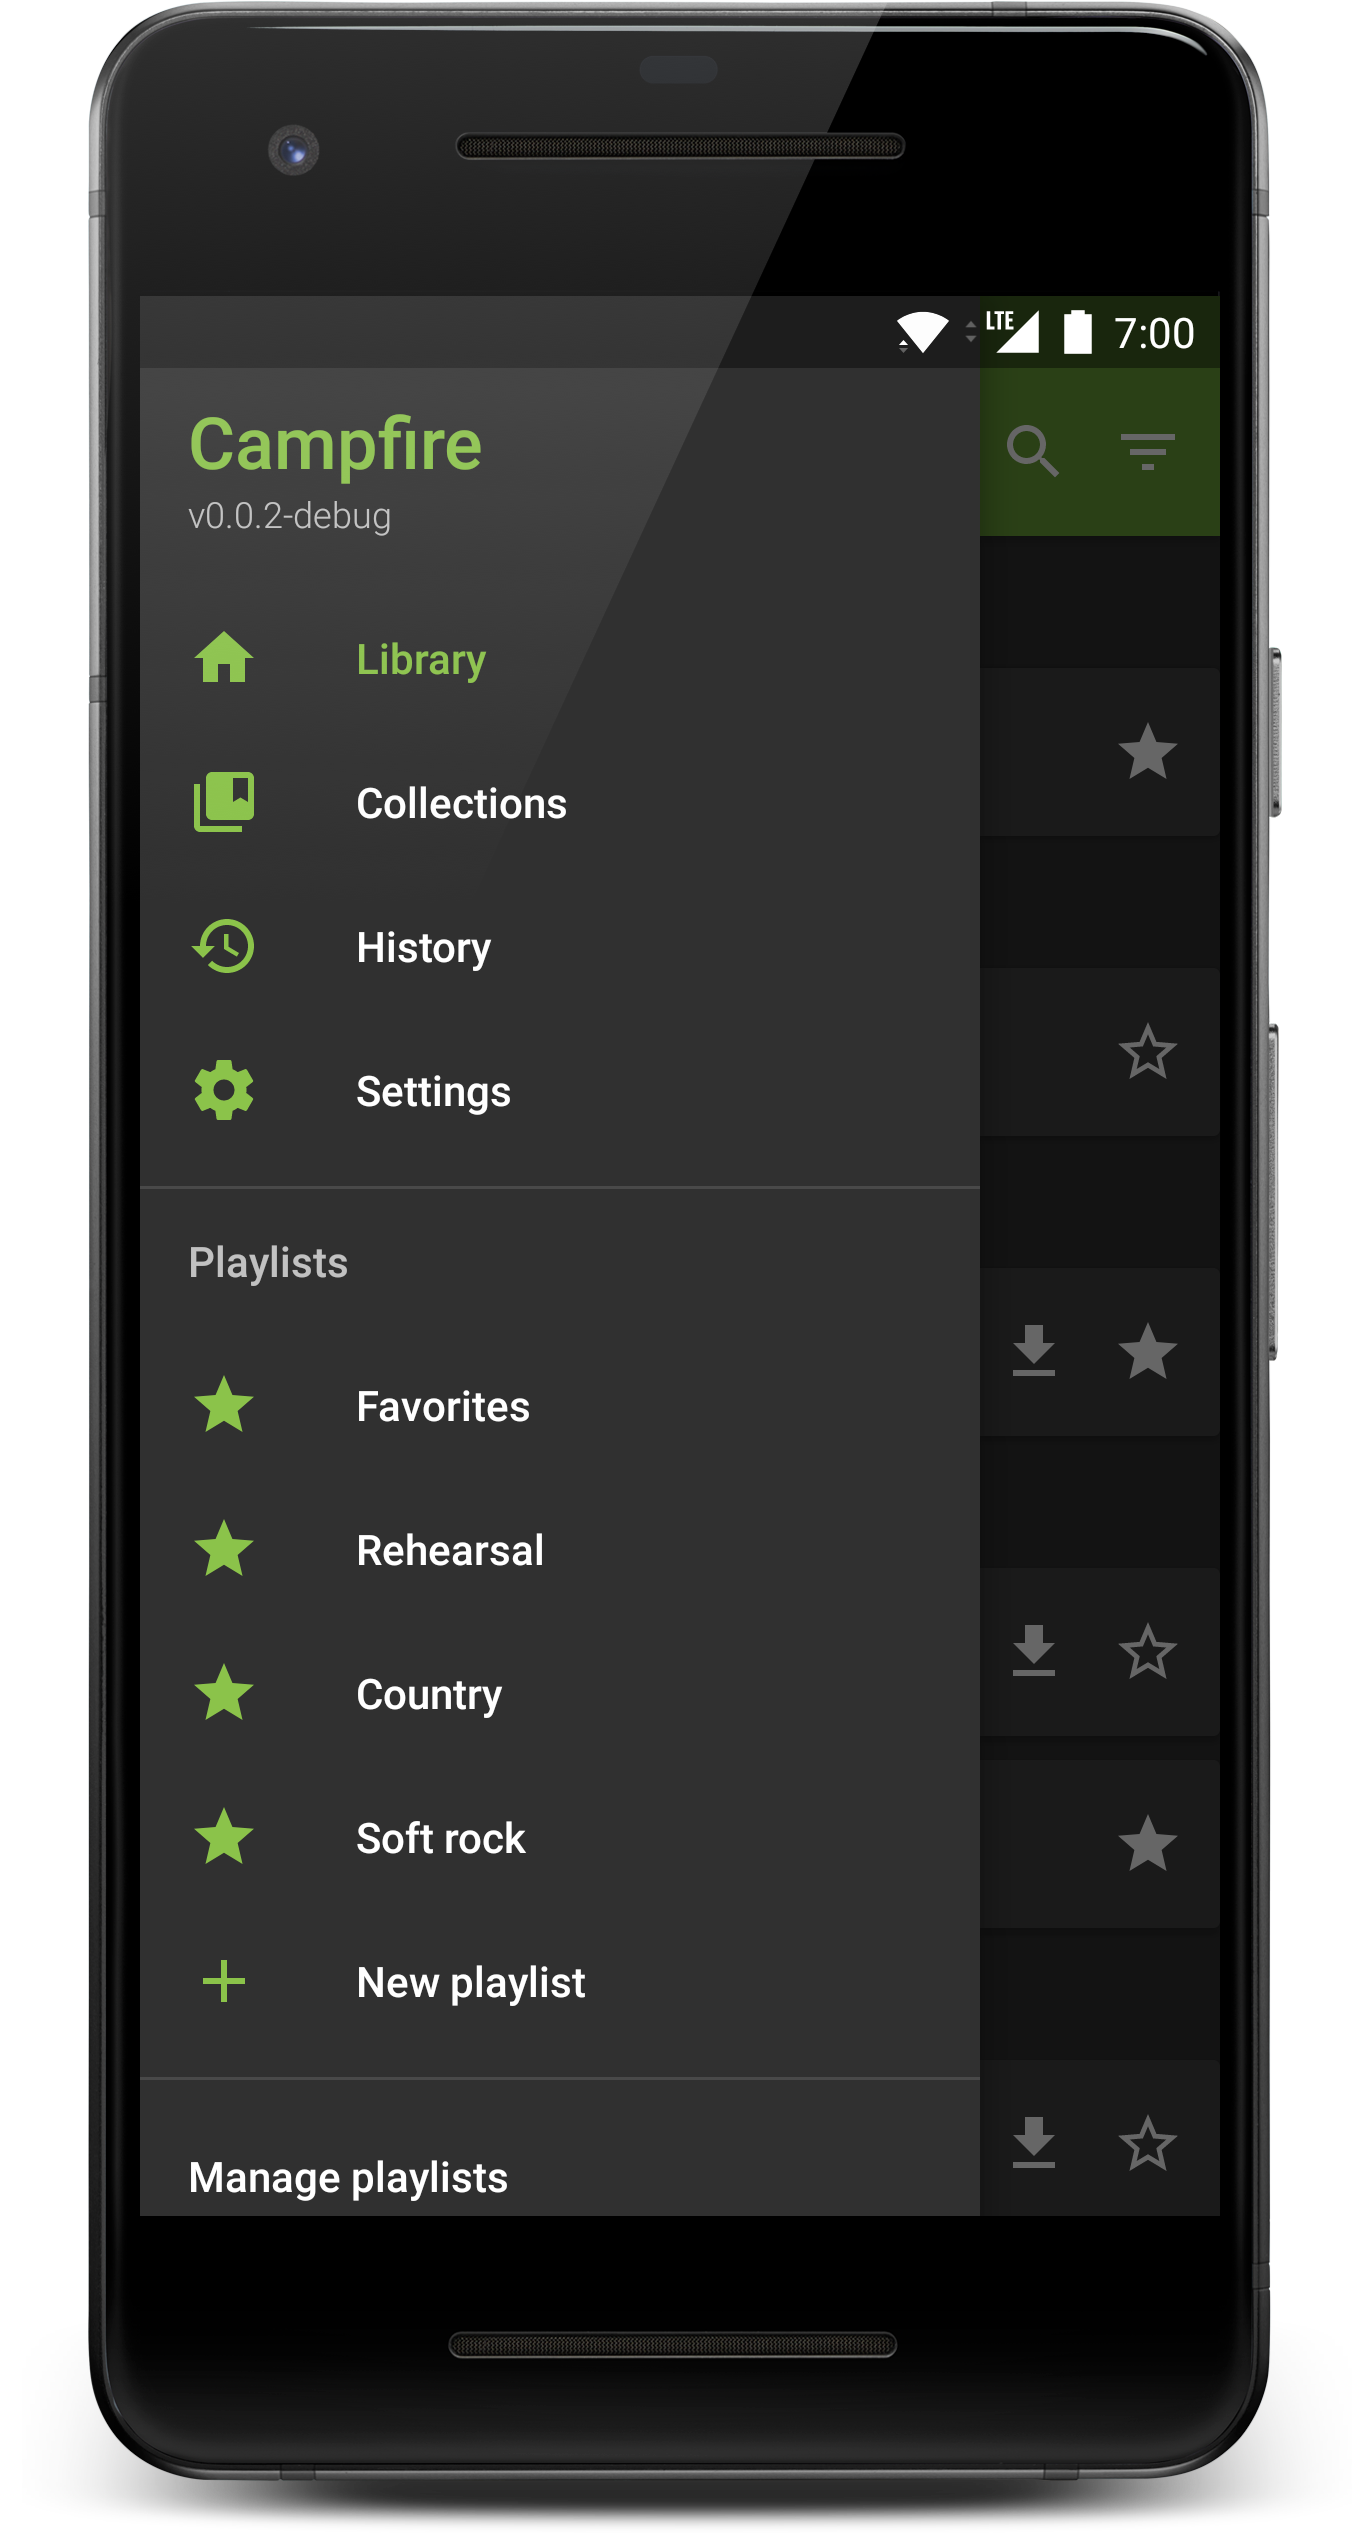 LTE 7:00
Campfire
v0.0.2-debug
Library
Collections
History
Settings
Playlists
Favorites
Rehearsal
Country
Soft rock
New playlist
Manage playlists